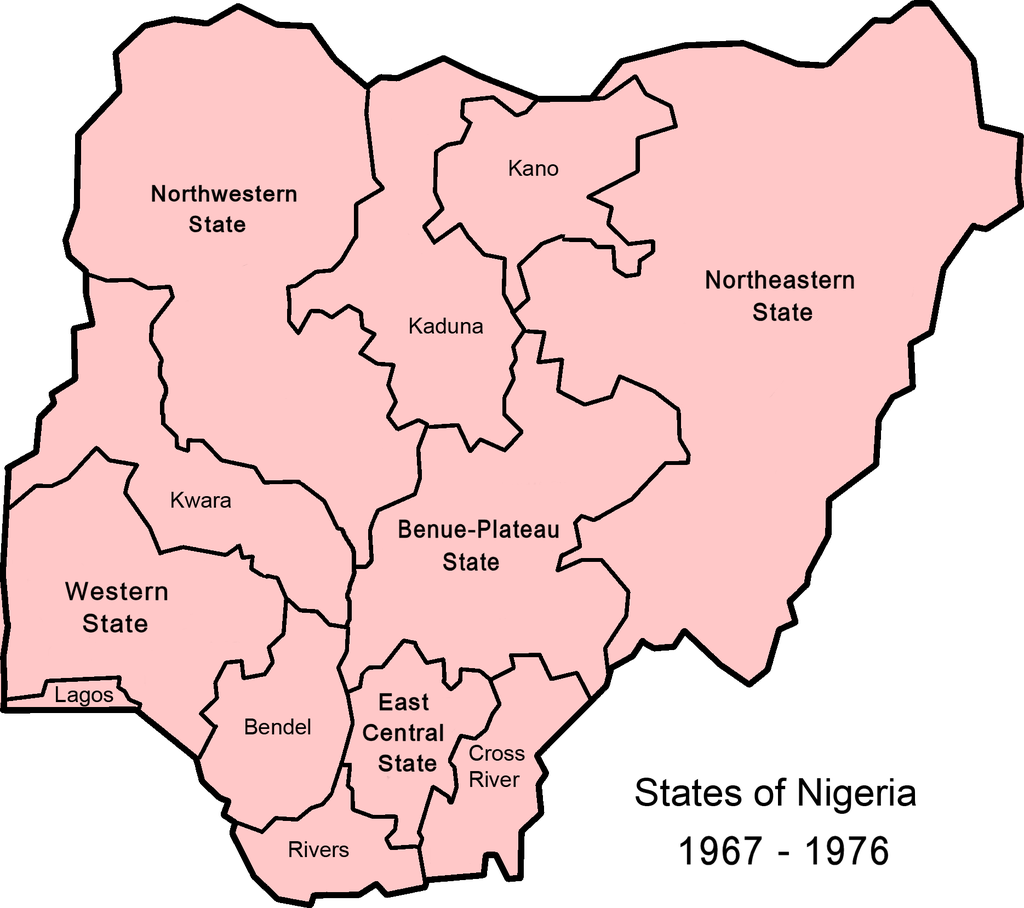 Kano
Northwestern
State
Northeastern
State
Kaduna
Kwara
Benue-Plateau
State
Western
State
Lagos
Bendel
East
Central
State
Cross
River
Rivers
States of Nigeria
1967 - 1976